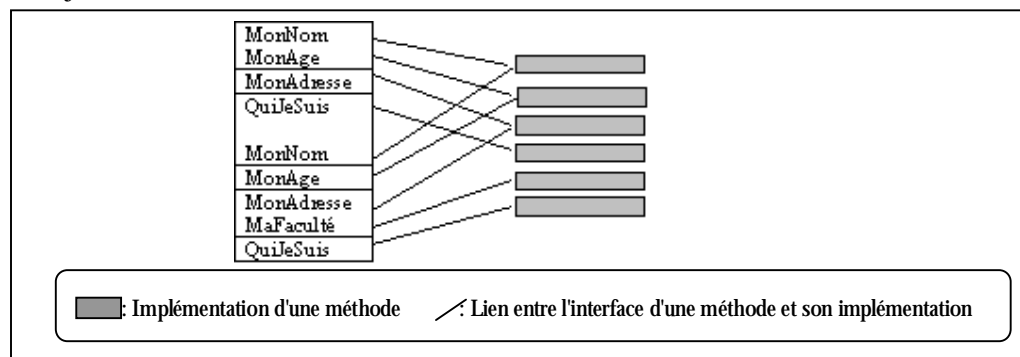 MonNom
MonAge
MonAdresse
QuiJeSuis
MonNom
MonAge
MonAdresse
MaFaculté
QuiJeSuis
: Implémentation d'une méthode : Lien entre l'interface d'une méthode et son implémentation